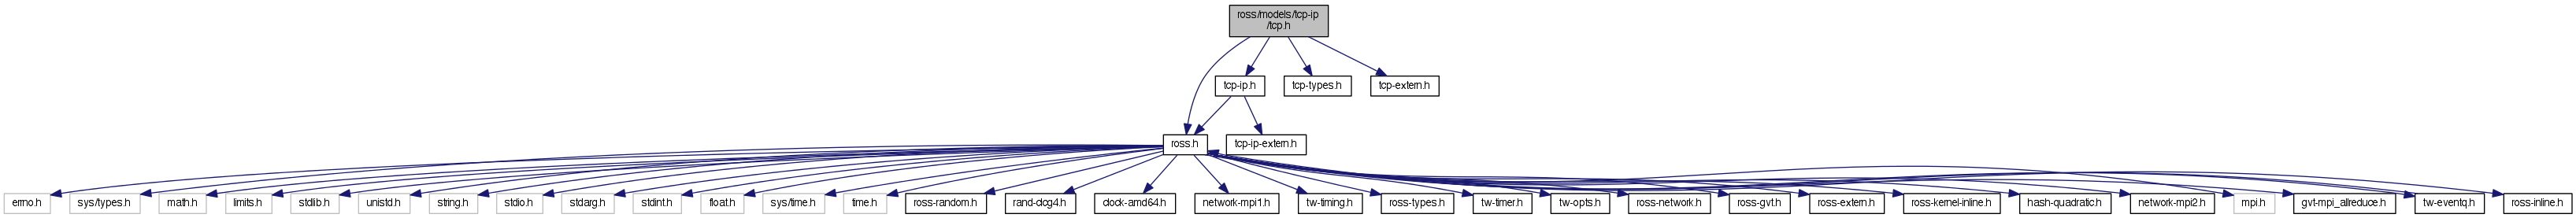 ross/models/tcp-ip
/tcp.h
tcp-ip.h
tcp-types.h
tcp-extern.h
ross.h
tcp-ip-extern.h
errno.h
sys/types.h
math.h
limits.h
stdlib.h
unistd.h
string.h
stdio.h
stdarg.h
stdint.h
float.h
sys/time.h
time.h
ross-random.h
rand-clcg4.h
clock-amd64.h
network-mpi1.h
tw-timing.h
ross-types.h
tw-timer.h
tw-opts.h
ross-network.h
ross-gvt.h
ross-extern.h
ross-kernel-inline.h
hash-quadratic.h
network-mpi2.h
mpi.h
gvt-mpi_allreduce.h
tw-eventq.h
ross-inline.h